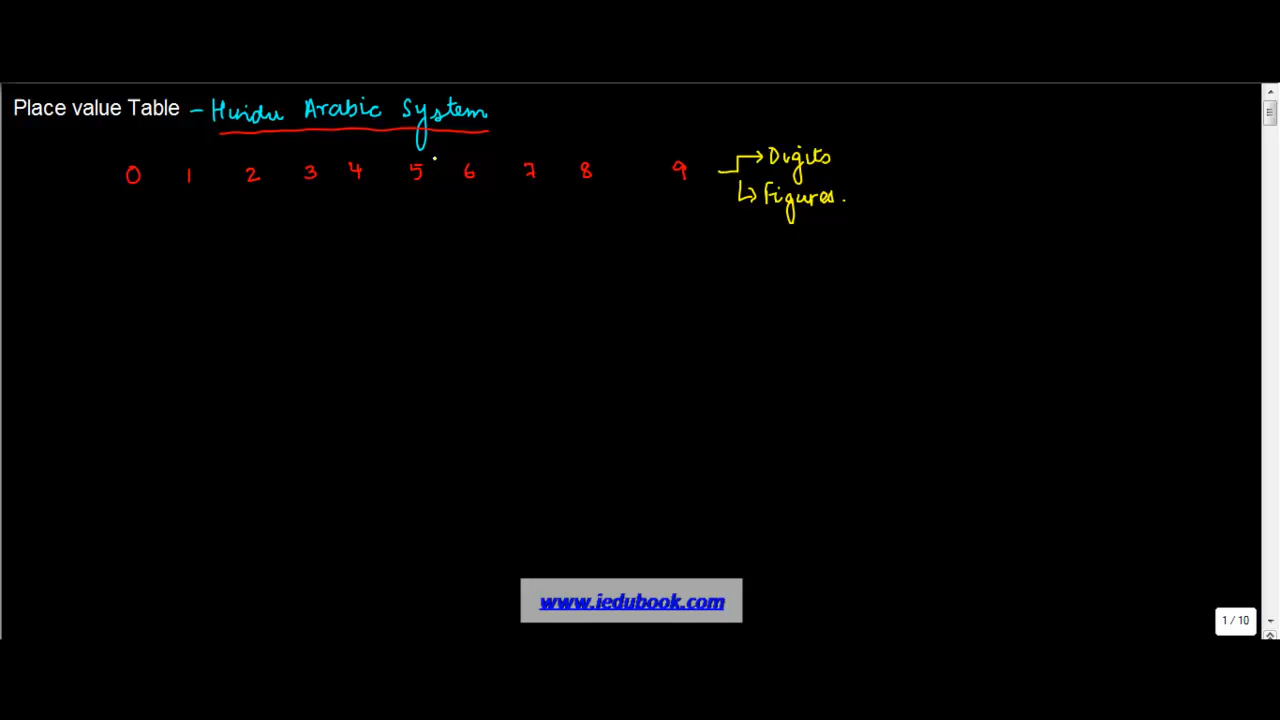 Place value Table - Hindu Arabic System
0 1 2 3 4 5 6 7 8 9 → Digits
↳ Figures.
www.iedubook.com
1 / 10